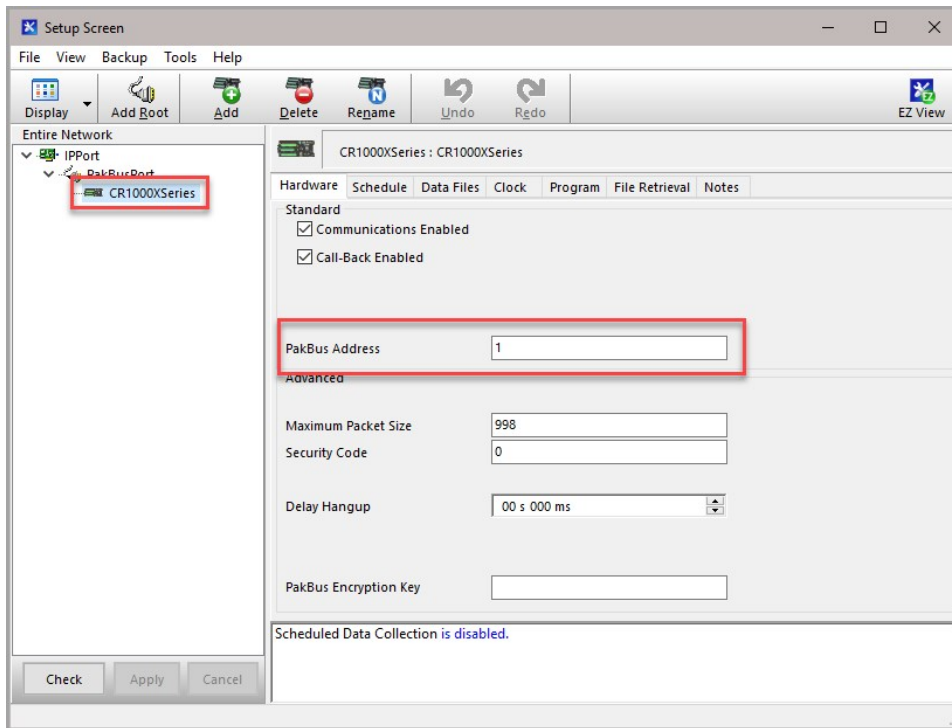 Setup Screen
File View Backup Tools Help
Display Add Root Add Delete Rename Undo Redo EZ View
Entire Network
IPPort
PakBusPort
CR1000XSeries
CR1000XSeries : CR1000XSeries
Hardware Schedule Data Files Clock Program File Retrieval Notes
Standard
Communications Enabled
Call-Back Enabled
PakBus Address 1
Advanced
Maximum Packet Size 998
Security Code 0
Delay Hangup 00 s 000 ms
PakBus Encryption Key
Scheduled Data Collection is disabled.
Check Apply Cancel